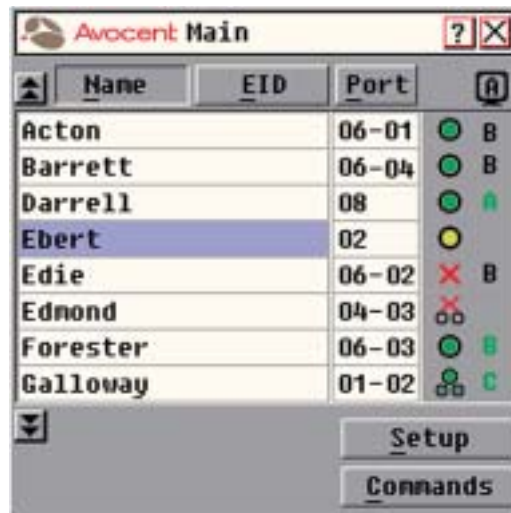 Avocent Main ? X
Name EID Port A
Acton 06-01 B
Barrett 06-04 B
Darrell 08 A
Ebert 02
Edie 06-02 B
Edmond 04-03
Forester 06-03 B
Galloway 01-02 C
Setup
Commands